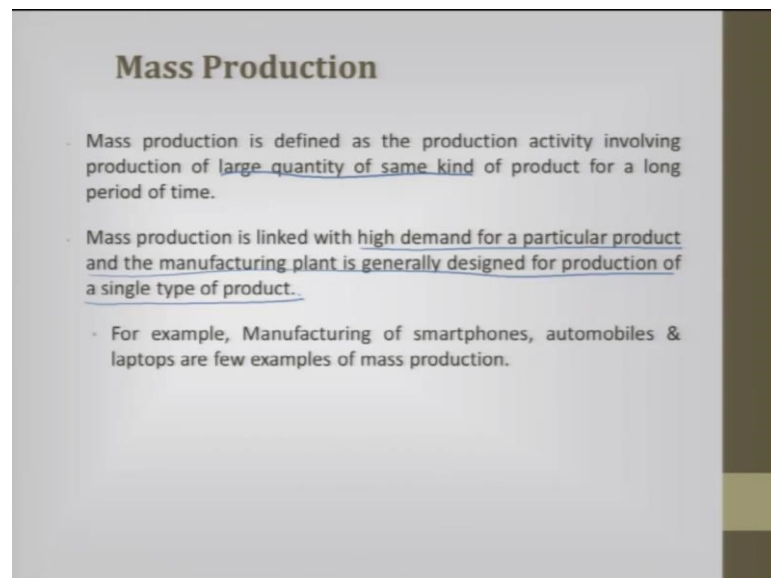 Mass Production
Mass production is defined as the production activity involving
production of large quantity of same kind of product for a long
period of time.
Mass production is linked with high demand for a particular product
and the manufacturing plant is generally designed for production of
a single type of product.
For example, Manufacturing of smartphones, automobiles &
laptops are few examples of mass production.